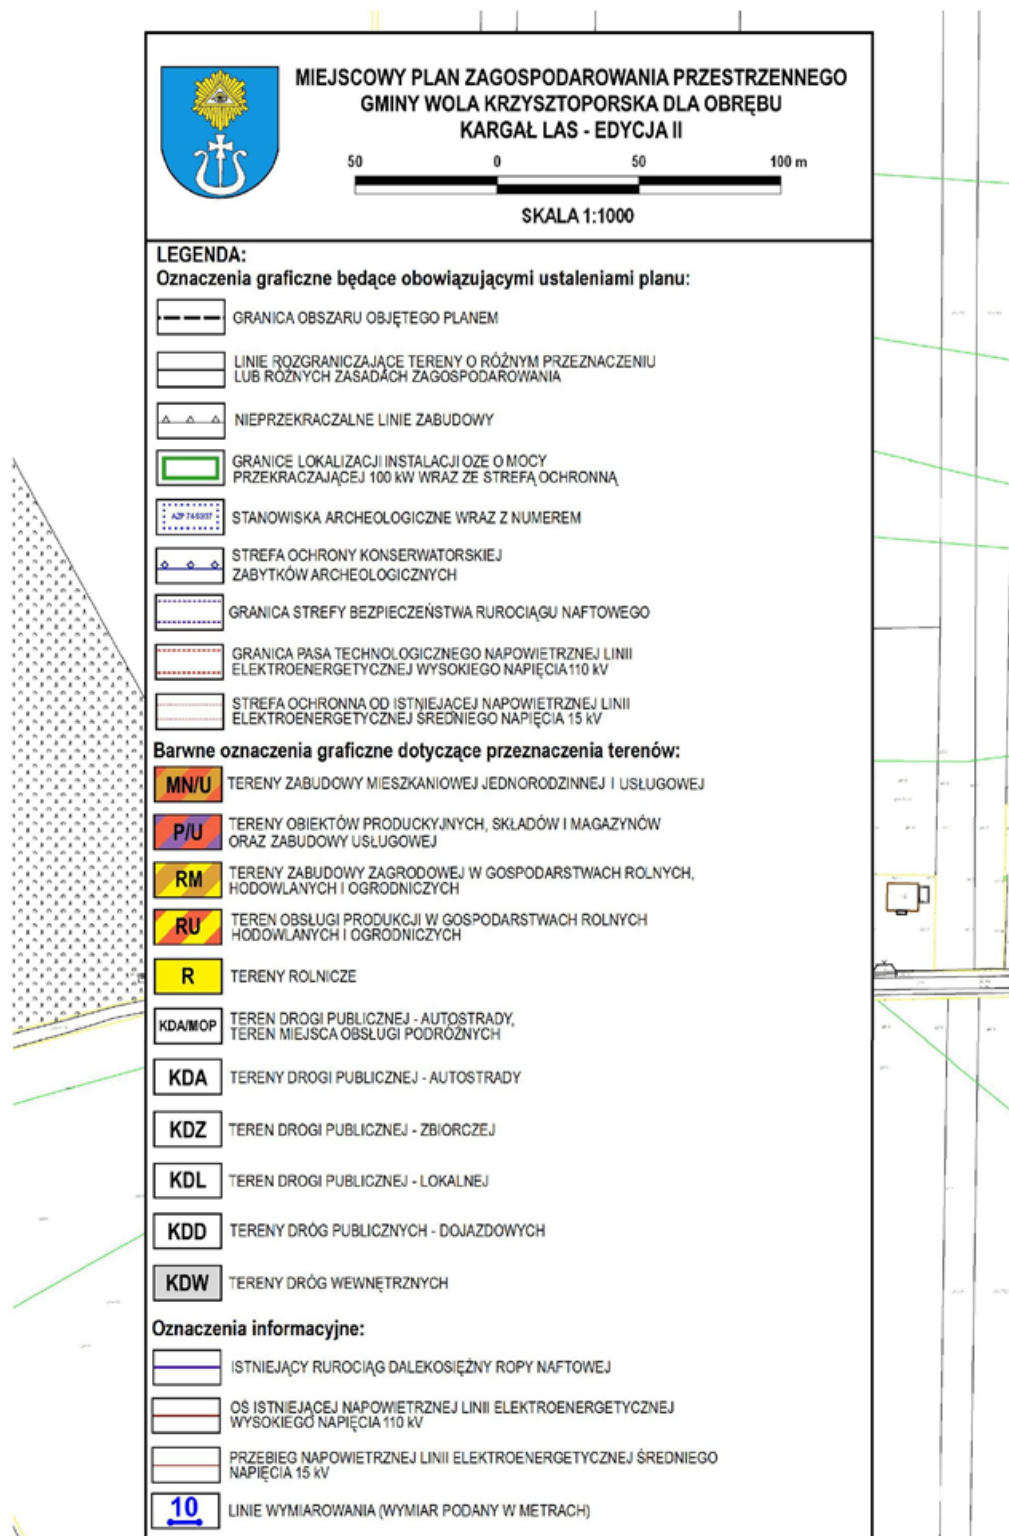 MIEJSCOWY PLAN ZAGOSPODAROWANIA PRZESTRZENNEGO
GMINY WOLA KRZYSZTOPORSKA DLA OBRĘBU
KARGAŁ LAS - EDYCJA II
50 0 50 100 m
SKALA 1:1000
LEGENDA:
Oznaczenia graficzne będące obowiązującymi ustaleniami planu:
GRANICA OBSZARU OBJĘTEGO PLANEM
LINIE ROZGRANICZAJĄCE TERENY O RÓŻNYM PRZEZNACZENIU
LUB RÓŻNYCH ZASADACH ZAGOSPODAROWANIA
NIEPRZEKRACZALNE LINIE ZABUDOWY
GRANICE LOKALIZACJI INSTALACJI OZE O MOCY
PRZEKRACZAJĄCEJ 100 kW WRAZ ZE STREFĄ OCHRONNĄ
STANOWISKA ARCHEOLOGICZNE WRAZ Z NUMEREM
STREFA OCHRONY KONSERWATORSKIEJ
ZABYTKÓW ARCHEOLOGICZNYCH
GRANICA STREFY BEZPIECZEŃSTWA RUROCIĄGU NAFTOWEGO
GRANICA PASA TECHNOLOGICZNEGO NAPOWIETRZNEJ LINII
ELEKTROENERGETYCZNEJ WYSOKIEGO NAPIĘCIA 110 kV
STREFA OCHRONNA OD ISTNIEJĄCEJ NAPOWIETRZNEJ LINII
ELEKTROENERGETYCZNEJ ŚREDNIEGO NAPIĘCIA 15 kV
Barwne oznaczenia graficzne dotyczące przeznaczenia terenów:
MN/U TERENY ZABUDOWY MIESZKANIOWEJ JEDNORODZINNEJ I USŁUGOWEJ
P/U TERENY OBIEKTÓW PRODUCKYJNYCH, SKŁADÓW I MAGAZYNÓW
ORAZ ZABUDOWY USŁUGOWEJ
RM TERENY ZABUDOWY ZAGRODOWEJ W GOSPODARSTWACH ROLNYCH,
HODOWLANYCH I OGRODNICZYCH
RU TEREN OBSŁUGI PRODUKCJI W GOSPODARSTWACH ROLNYCH
HODOWLANYCH I OGRODNICZYCH
R TERENY ROLNICZE
KDA/MOP TEREN DROGI PUBLICZNEJ - AUTOSTRADY,
TEREN MIEJSCA OBSŁUGI PODRÓŻNYCH
KDA TERENY DROGI PUBLICZNEJ - AUTOSTRADY
KDZ TEREN DROGI PUBLICZNEJ - ZBIORCZEJ
KDL TEREN DROGI PUBLICZNEJ - LOKALNEJ
KDD TERENY DRÓG PUBLICZNYCH - DOJAZDOWYCH
KDW TERENY DRÓG WEWNĘTRZNYCH
Oznaczenia informacyjne:
ISTNIEJĄCY RUROCIĄG DALEKOSIĘŻNY ROPY NAFTOWEJ
OŚ ISTNIEJĄCEJ NAPOWIETRZNEJ LINII ELEKTROENERGETYCZNEJ
WYSOKIEGO NAPIĘCIA 110 kV
PRZEBIEG NAPOWIETRZNEJ LINII ELEKTROENERGETYCZNEJ ŚREDNIEGO
NAPIĘCIA 15 kV
10 LINIE WYMIAROWANIA (WYMIAR PODANY W METRACH)